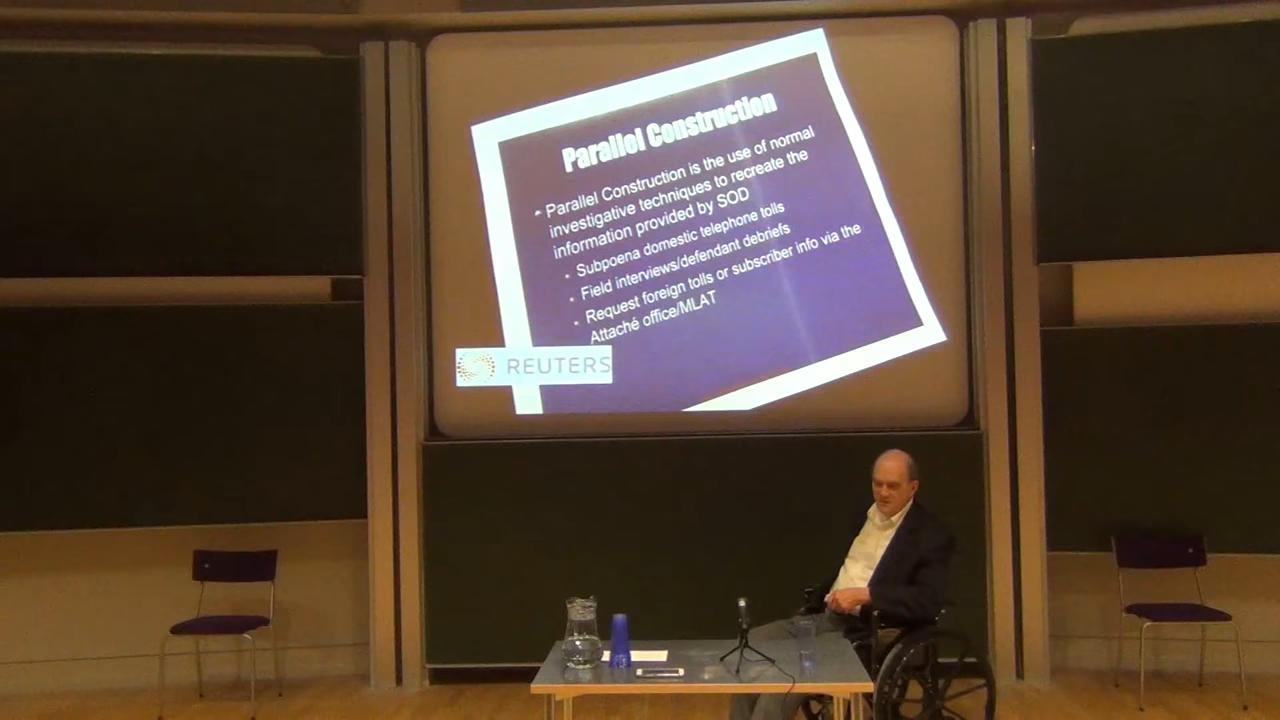 Parallel Construction
Parallel Construction is the use of normal
investigative techniques to recreate the
information provided by SOD
Subpoena domestic telephone tolls
Field interviews/defendant debriefs
Request foreign tolls or subscriber info via the
Attaché office/MLAT
REUTERS